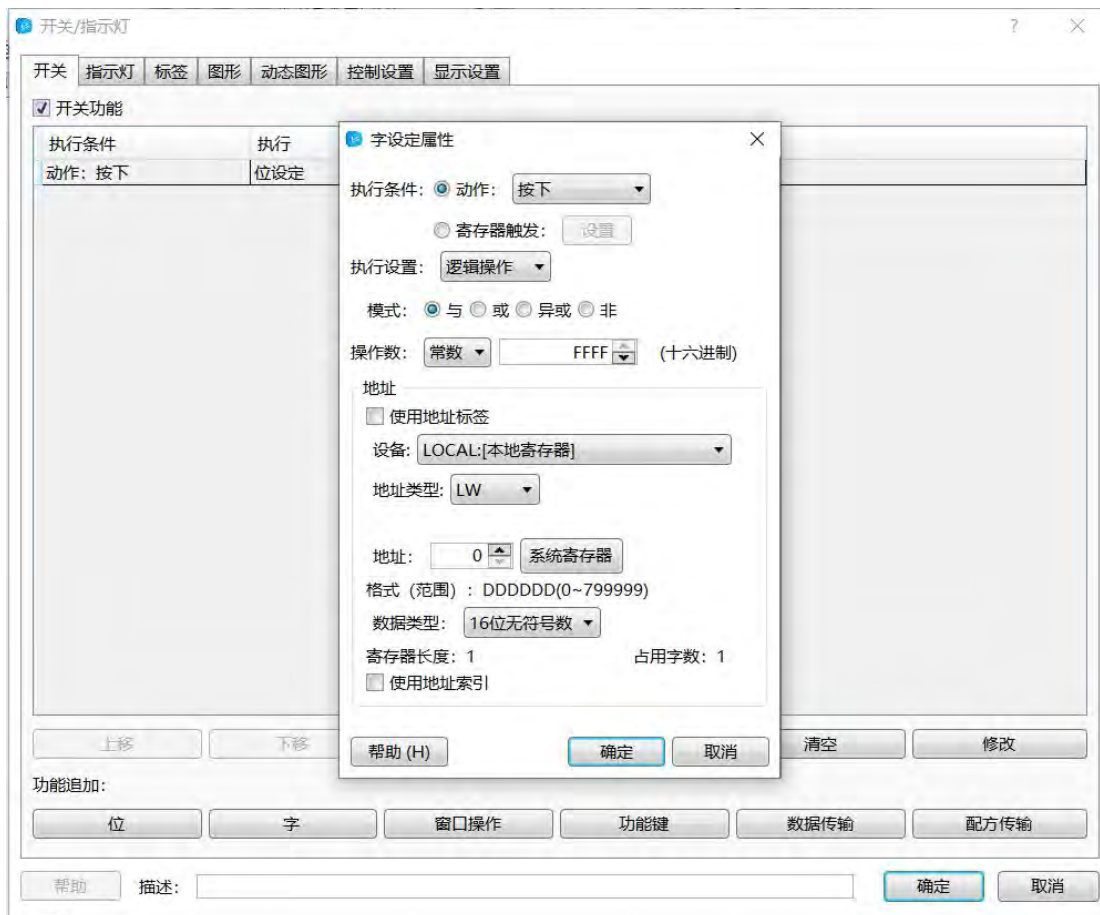 开关/指示灯
?
开关 指示灯 标签 图形 动态图形 控制设置 显示设置
开关功能
执行条件 执行
动作：按下 位设定
字设定属性
执行条件： 动作： 按下
寄存器触发： 设置
执行设置： 逻辑操作
模式： 与 或 异或 非
操作数： 常数 FFFF (十六进制)
地址
使用地址标签
设备: LOCAL:[本地寄存器]
地址类型: LW
地址： 0 系统寄存器
格式（范围）：DDDDDD(0~799999)
数据类型： 16位无符号数
寄存器长度：1 占用字数：1
使用地址索引
帮助 (H) 确定 取消
上移 下移 清空 修改
功能追加：
位 字 窗口操作 功能键 数据传输 配方传输
帮助 描述： 确定 取消